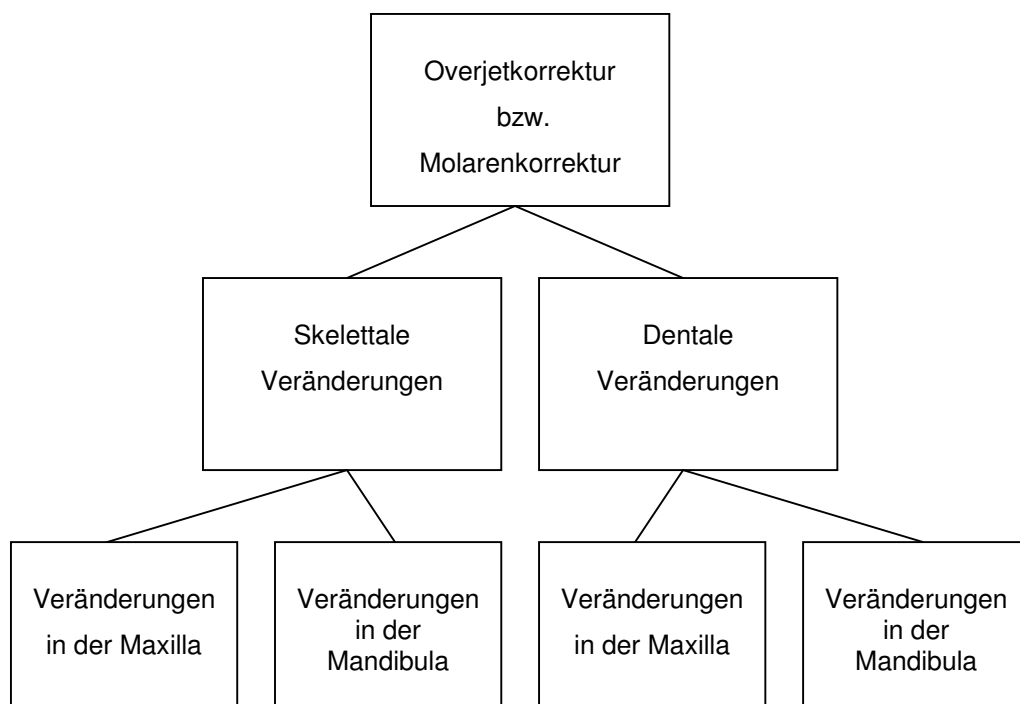 Overjetkorrektur
bzw.
Molarenkorrektur
Skelettale
Veränderungen
Dentale
Veränderungen
Veränderungen
in der Maxilla
Veränderungen
in der
Mandibula
Veränderungen
in der Maxilla
Veränderungen
in der
Mandibula